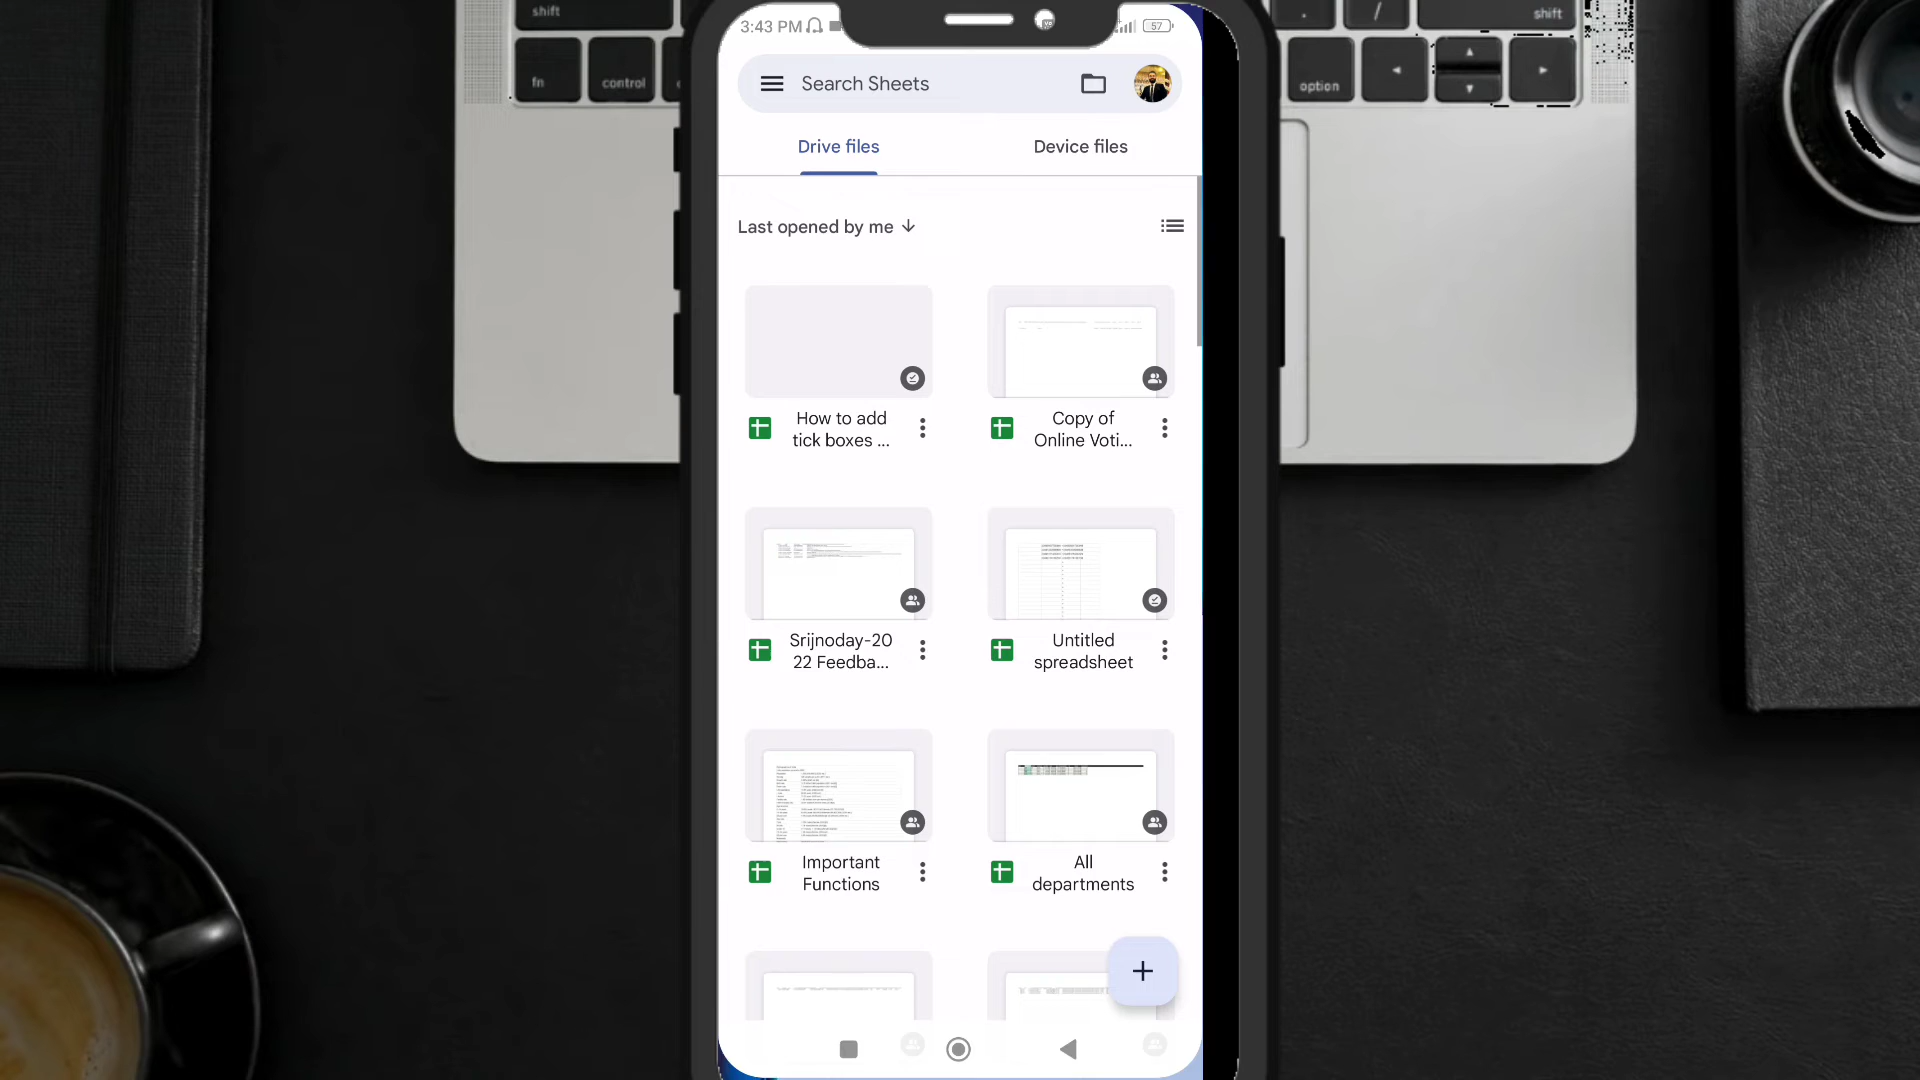 shift
fn
control
.
/
shift
option
3:43 PM
57
Search Sheets
Drive files
Device files
Last opened by me
How to add
tick boxes ...
Copy of
Online Voti...
Srijnoday-20
22 Feedba...
Untitled
spreadsheet
Important
Functions
All
departments